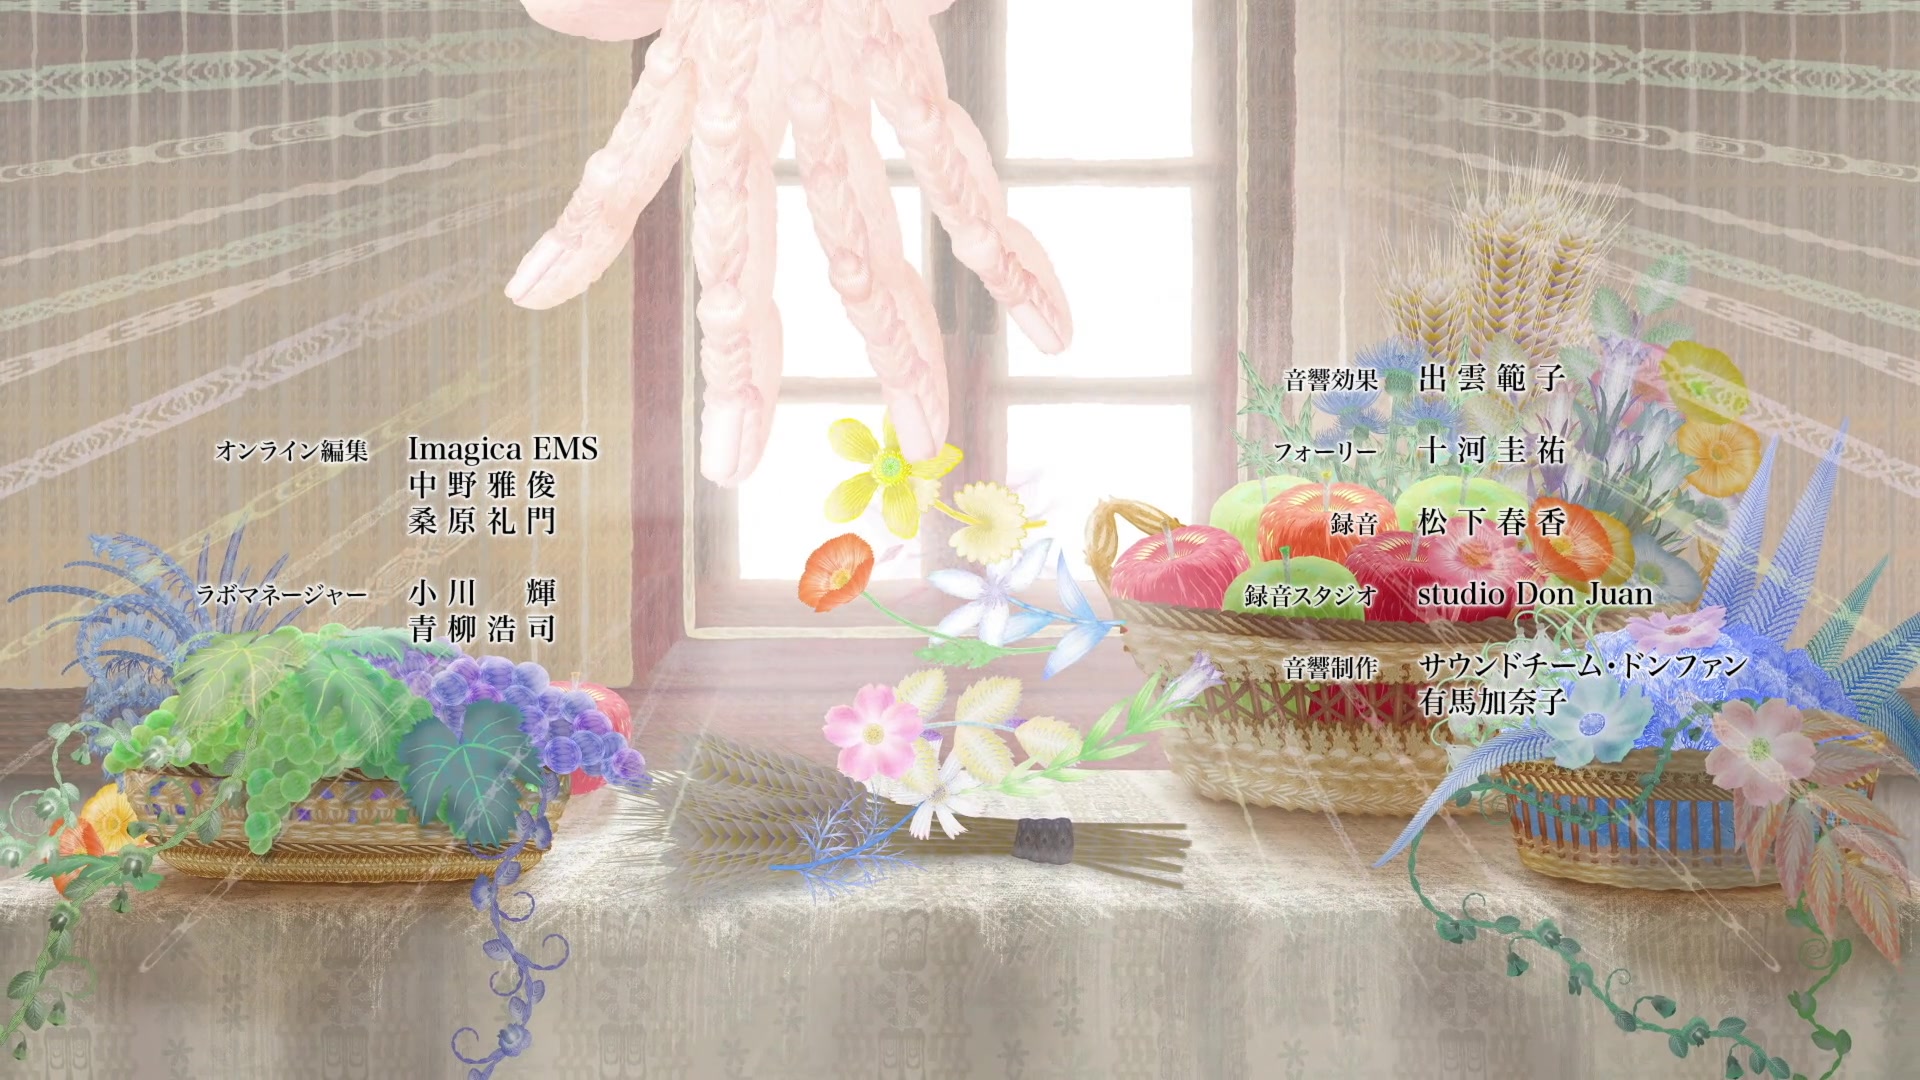 オンライン編集 Imagica EMS
中野雅俊
桑原礼門
ラボマネージャー 小川 輝
青柳浩司
音響効果 出雲範子
フォーリー 十河圭祐
録音 松下春香
録音スタジオ studio Don Juan
音響制作 サウンドチーム・ドンファン
有馬加奈子